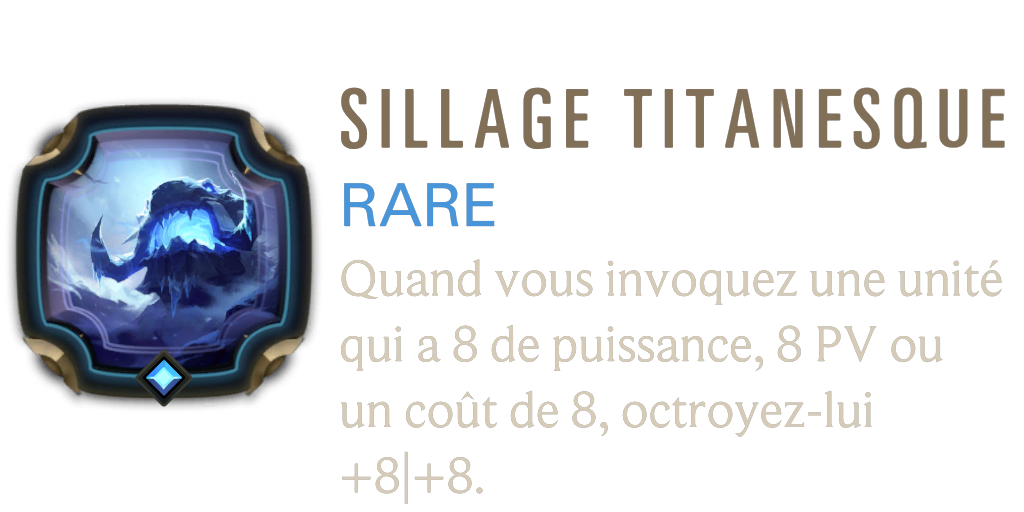 SILLAGE TITANESQUE
RARE
Quand vous invoquez une unité
qui a 8 de puissance, 8 PV ou
un coût de 8, octroyez-lui
+8|+8.